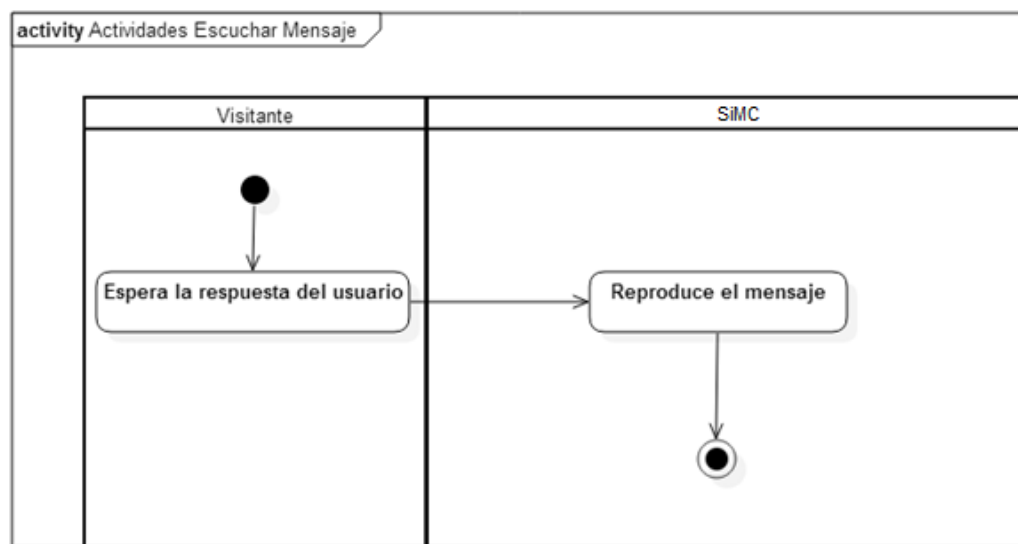 activity Actividades Escuchar Mensaje
Visitante
SiMC
Espera la respuesta del usuario
Reproduce el mensaje